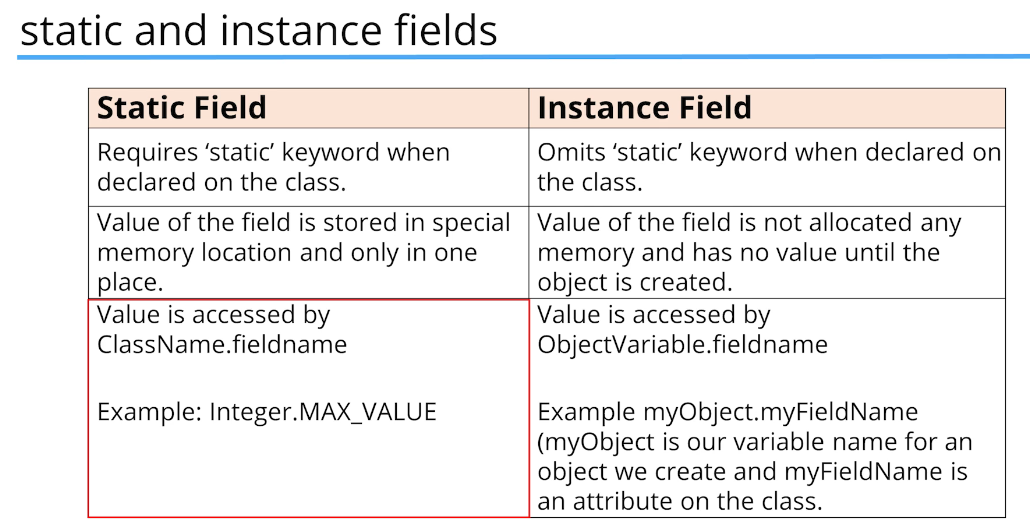 static and instance fields
Static Field
Instance Field
Requires ‘static’ keyword when
declared on the class.
Omits ‘static’ keyword when declared on
the class.
Value of the field is stored in special
memory location and only in one
place.
Value of the field is not allocated any
memory and has no value until the
object is created.
Value is accessed by
ClassName.fieldname
Example: Integer.MAX_VALUE
Value is accessed by
ObjectVariable.fieldname
Example myObject.myFieldName
(myObject is our variable name for an
object we create and myFieldName is
an attribute on the class.